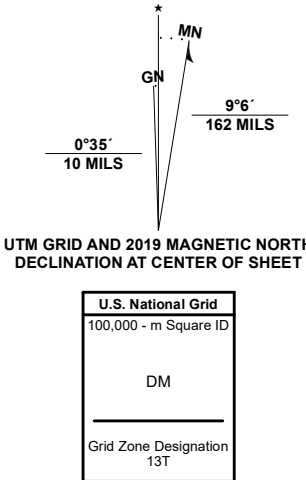 ★
MN
GN
9°6´
162 MILS
0°35´
10 MILS
UTM GRID AND 2019 MAGNETIC NORTH
DECLINATION AT CENTER OF SHEET
U.S. National Grid
100,000 - m Square ID
DM
Grid Zone Designation
13T